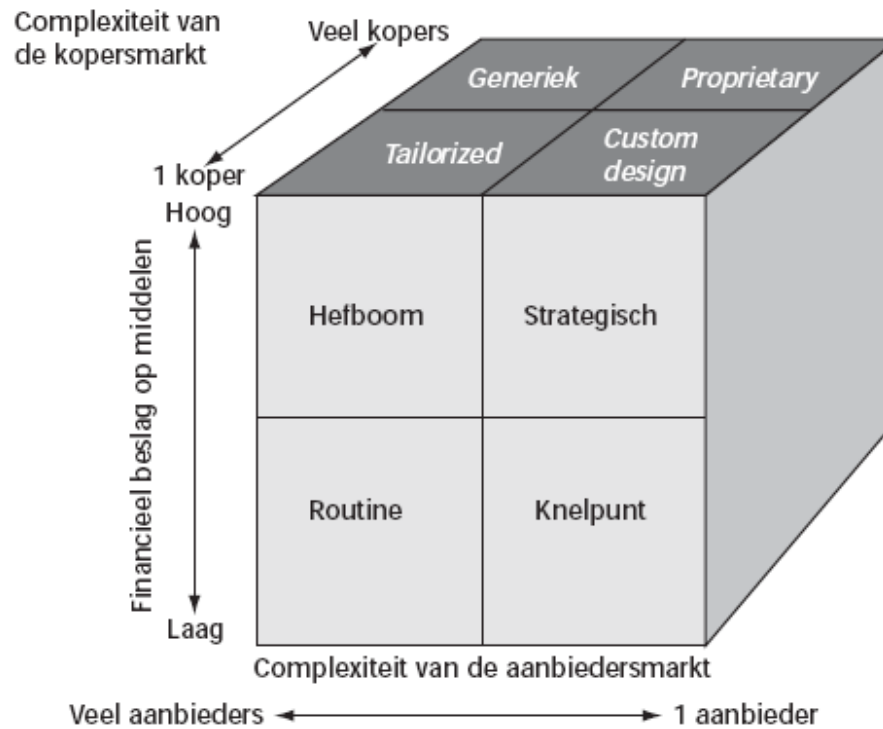 Complexiteit van
de kopersmarkt
Veel kopers
Generiek
Proprietary
Tailorized
Custom
design
1 koper
Hoog
Financieel beslag op middelen
Hefboom
Strategisch
Routine
Knelpunt
Laag
Complexiteit van de aanbiedersmarkt
Veel aanbieders
1 aanbieder